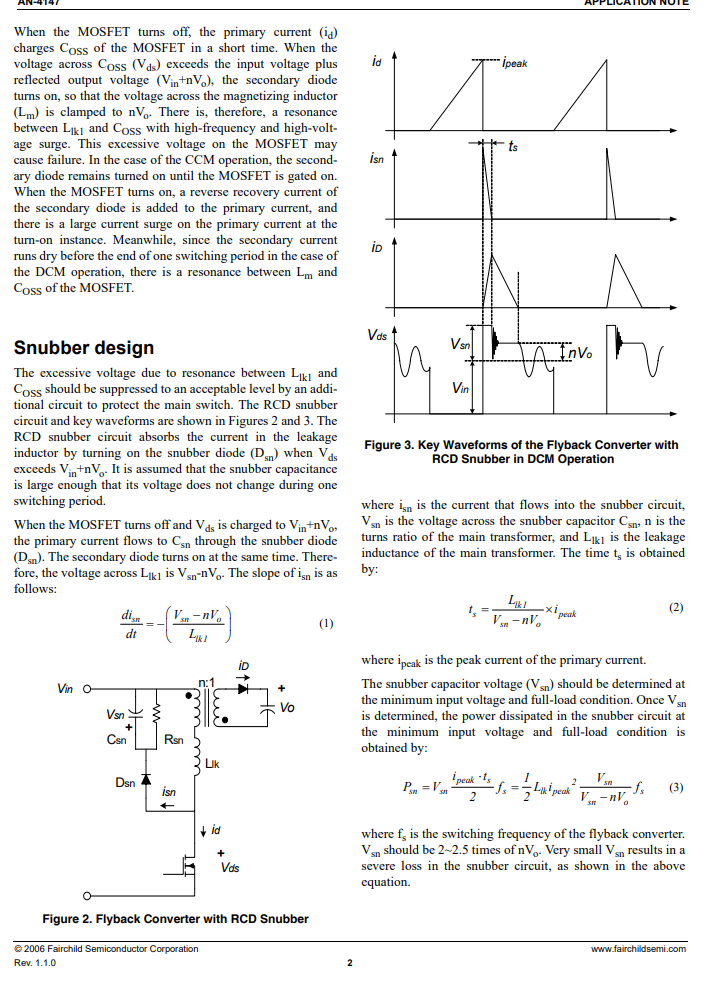 AN-4147
APPLICATION NOTE
When the MOSFET turns off, the primary current (id)
charges COSS of the MOSFET in a short time. When the
voltage across COSS (Vds) exceeds the input voltage plus
reflected output voltage (Vin+nVo), the secondary diode
turns on, so that the voltage across the magnetizing inductor
(Lm) is clamped to nVo. There is, therefore, a resonance
between Llk1 and COSS with high-frequency and high-volt-
age surge. This excessive voltage on the MOSFET may
cause failure. In the case of the CCM operation, the second-
ary diode remains turned on until the MOSFET is gated on.
When the MOSFET turns on, a reverse recovery current of
the secondary diode is added to the primary current, and
there is a large current surge on the primary current at the
turn-on instance. Meanwhile, since the secondary current
runs dry before the end of one switching period in the case of
the DCM operation, there is a resonance between Lm and
COSS of the MOSFET.
Snubber design
The excessive voltage due to resonance between Llk1 and
COSS should be suppressed to an acceptable level by an addi-
tional circuit to protect the main switch. The RCD snubber
circuit and key waveforms are shown in Figures 2 and 3. The
RCD snubber circuit absorbs the current in the leakage
inductor by turning on the snubber diode (Dsn) when Vds
exceeds Vin+nVo. It is assumed that the snubber capacitance
is large enough that its voltage does not change during one
switching period.
When the MOSFET turns off and Vds is charged to Vin+nVo,
the primary current flows to Csn through the snubber diode
(Dsn). The secondary diode turns on at the same time. There-
fore, the voltage across Llk1 is Vsn-nVo. The slope of isn is as
follows:
disn/dt = -((Vsn - nVo)/Llk1) (1)
Vin
n:1
iD
+
Vo
Vsn
+
Csn
Rsn
Llk
Dsn
isn
id
+
Vds
Figure 2. Flyback Converter with RCD Snubber
id
ipeak
isn
ts
iD
Vds
Vsn
nVo
Vin
Figure 3. Key Waveforms of the Flyback Converter with
RCD Snubber in DCM Operation
where isn is the current that flows into the snubber circuit,
Vsn is the voltage across the snubber capacitor Csn, n is the
turns ratio of the main transformer, and Llk1 is the leakage
inductance of the main transformer. The time ts is obtained
by:
ts = Llk1/(Vsn - nVo) × ipeak (2)
where ipeak is the peak current of the primary current.
The snubber capacitor voltage (Vsn) should be determined at
the minimum input voltage and full-load condition. Once Vsn
is determined, the power dissipated in the snubber circuit at
the minimum input voltage and full-load condition is
obtained by:
Psn = Vsn (ipeak · ts)/2 fs = 1/2 Llk ipeak² Vsn/(Vsn - nVo) fs (3)
where fs is the switching frequency of the flyback converter.
Vsn should be 2~2.5 times of nVo. Very small Vsn results in a
severe loss in the snubber circuit, as shown in the above
equation.
© 2006 Fairchild Semiconductor Corporation
www.fairchildsemi.com
Rev. 1.1.0
2